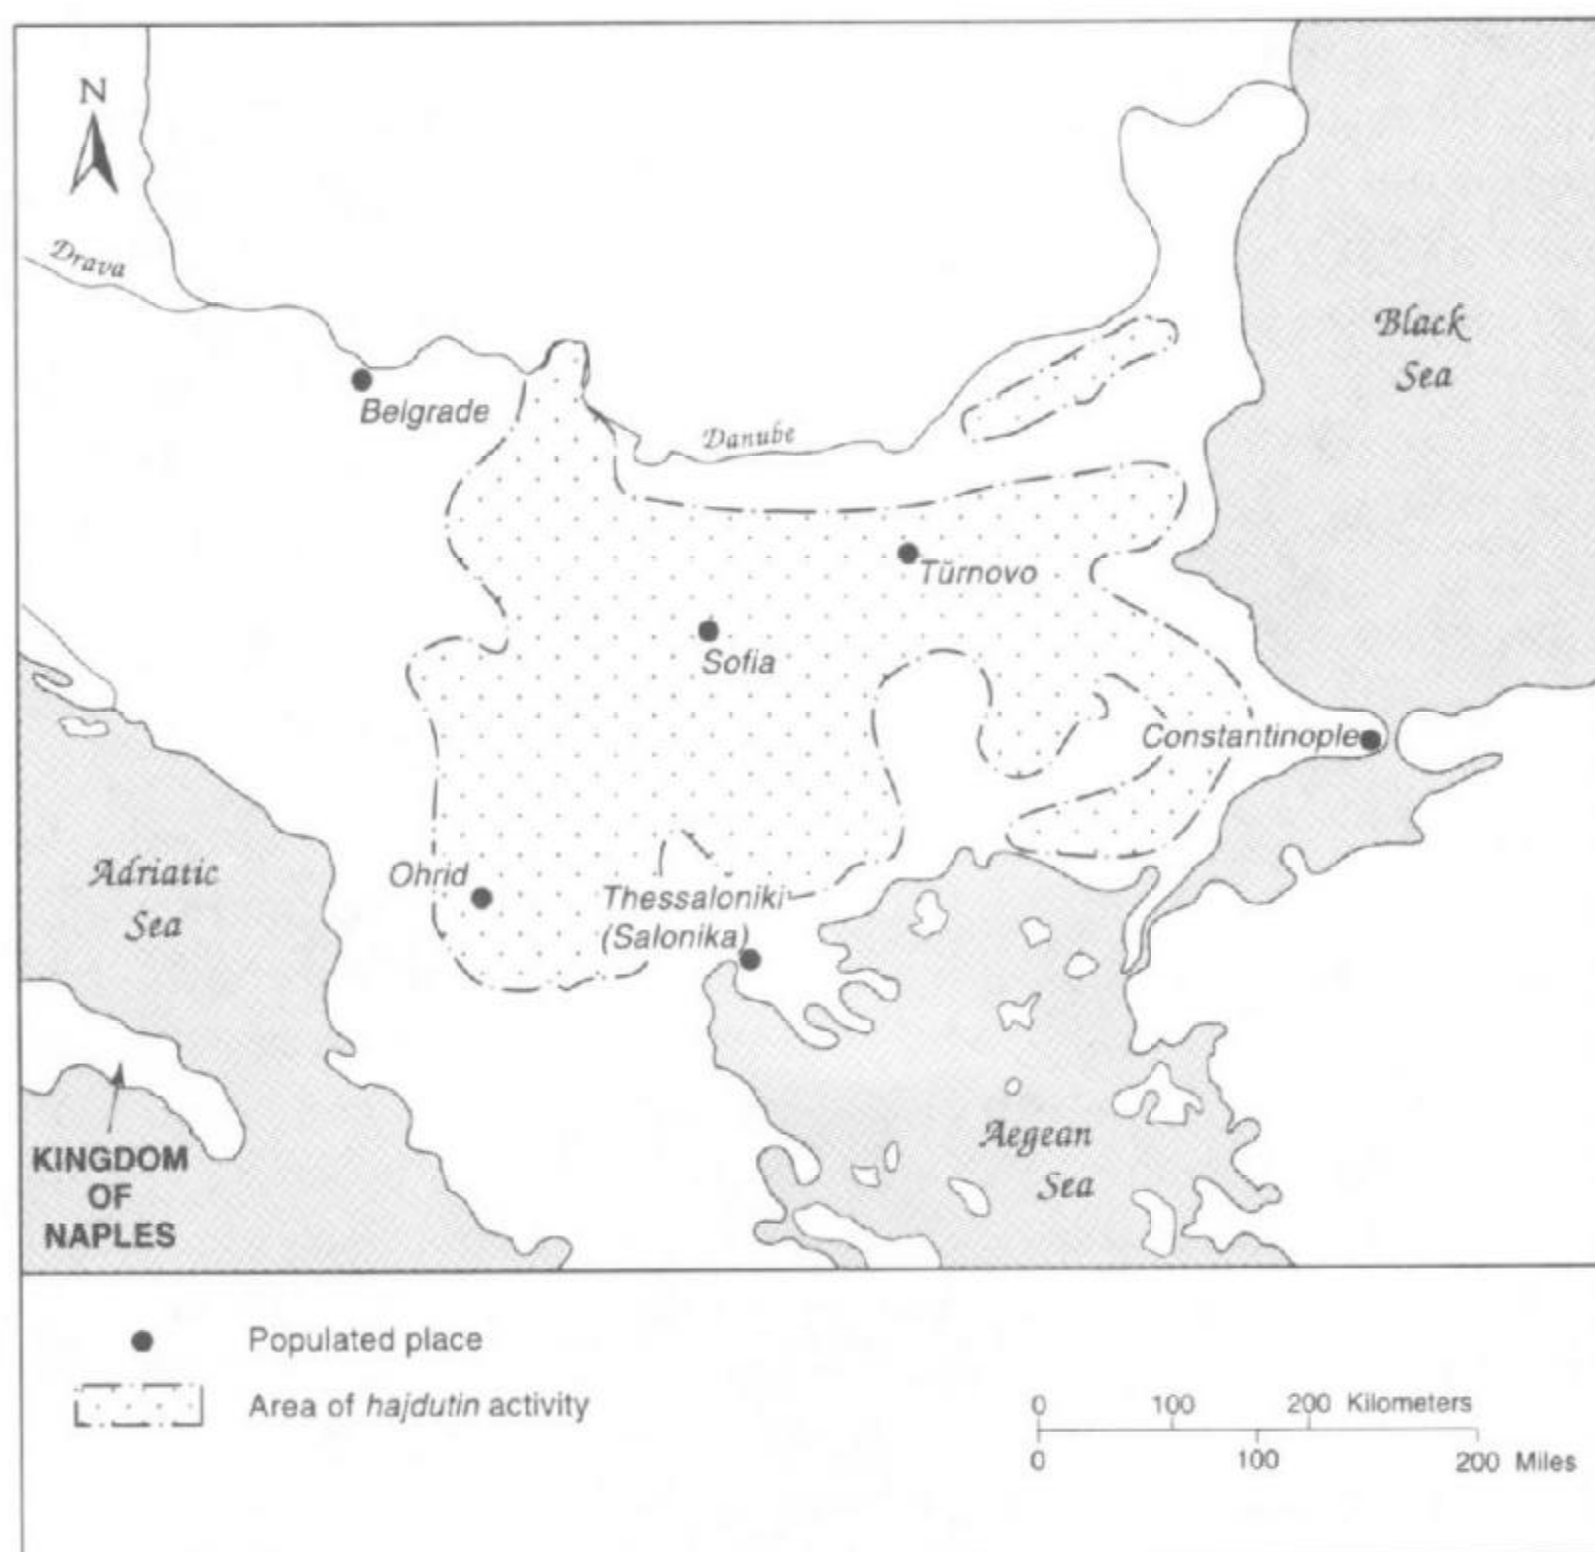 N
Drava
Black
Sea
Belgrade
Danube
Tŭrnovo
Sofia
Constantinople
Adriatic
Sea
Ohrid
Thessaloniki
(Salonika)
Aegean
Sea
KINGDOM
OF
NAPLES
Populated place
Area of hajdutin activity
0 100 200 Kilometers
0 100 200 Miles